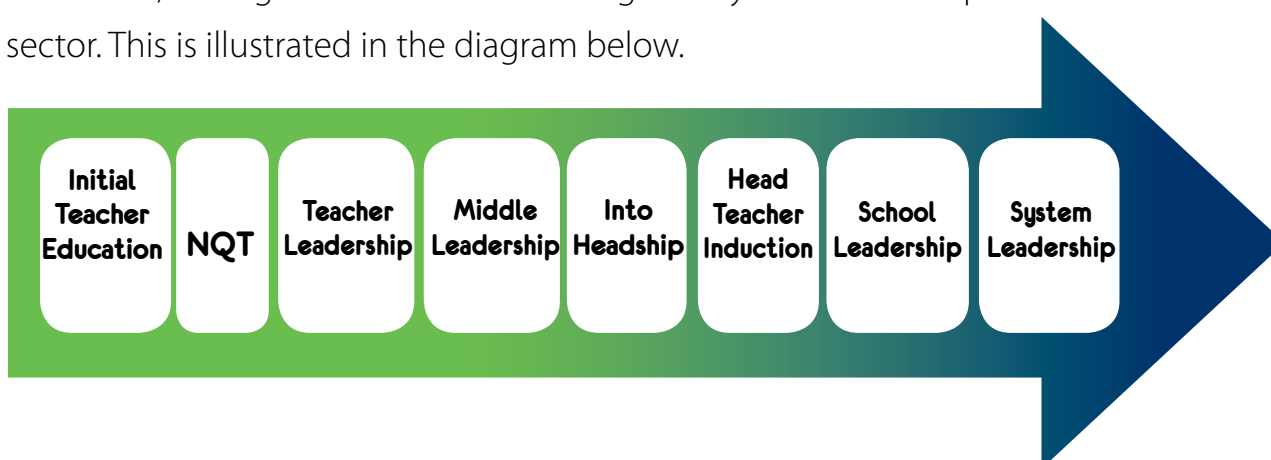 sector. This is illustrated in the diagram below.
Initial
Teacher
Education
NQT
Teacher
Leadership
Middle
Leadership
Into
Headship
Head
Teacher
Induction
School
Leadership
System
Leadership